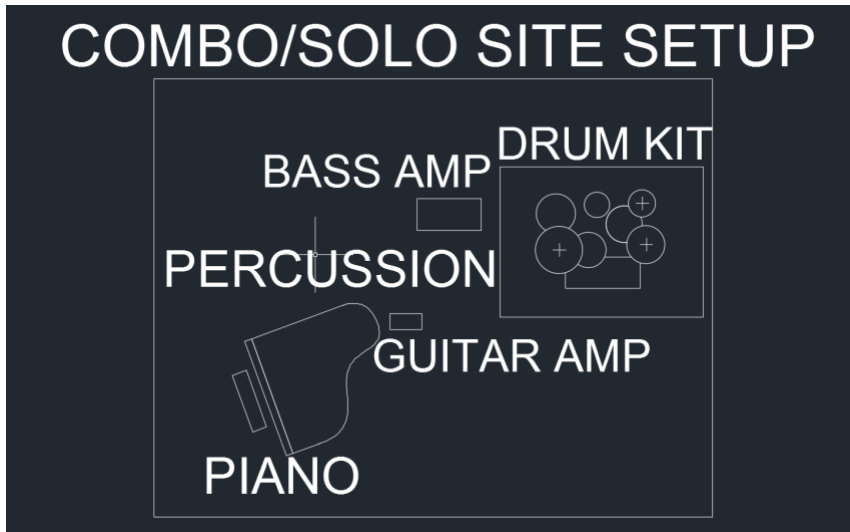 COMBO/SOLO SITE SETUP
DRUM KIT
BASS AMP
PERCUSSION
GUITAR AMP
PIANO